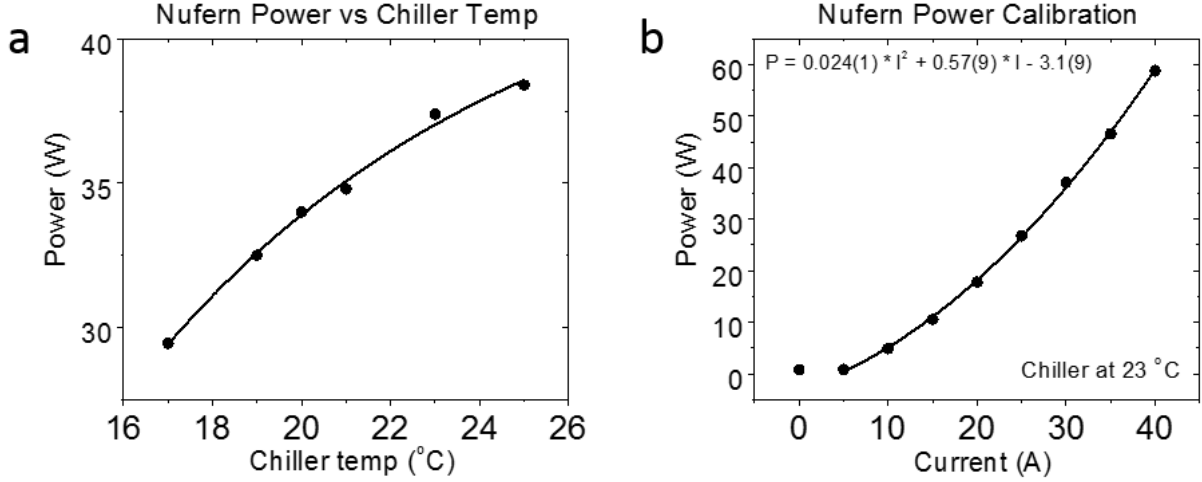 a
Nufern Power vs Chiller Temp
40
35
30
Power (W)
16 18 20 22 24 26
Chiller temp (°C)
b
Nufern Power Calibration
P = 0.024(1) * I² + 0.57(9) * I - 3.1(9)
60
50
40
30
20
10
0
Power (W)
Chiller at 23 °C
0 10 20 30 40
Current (A)